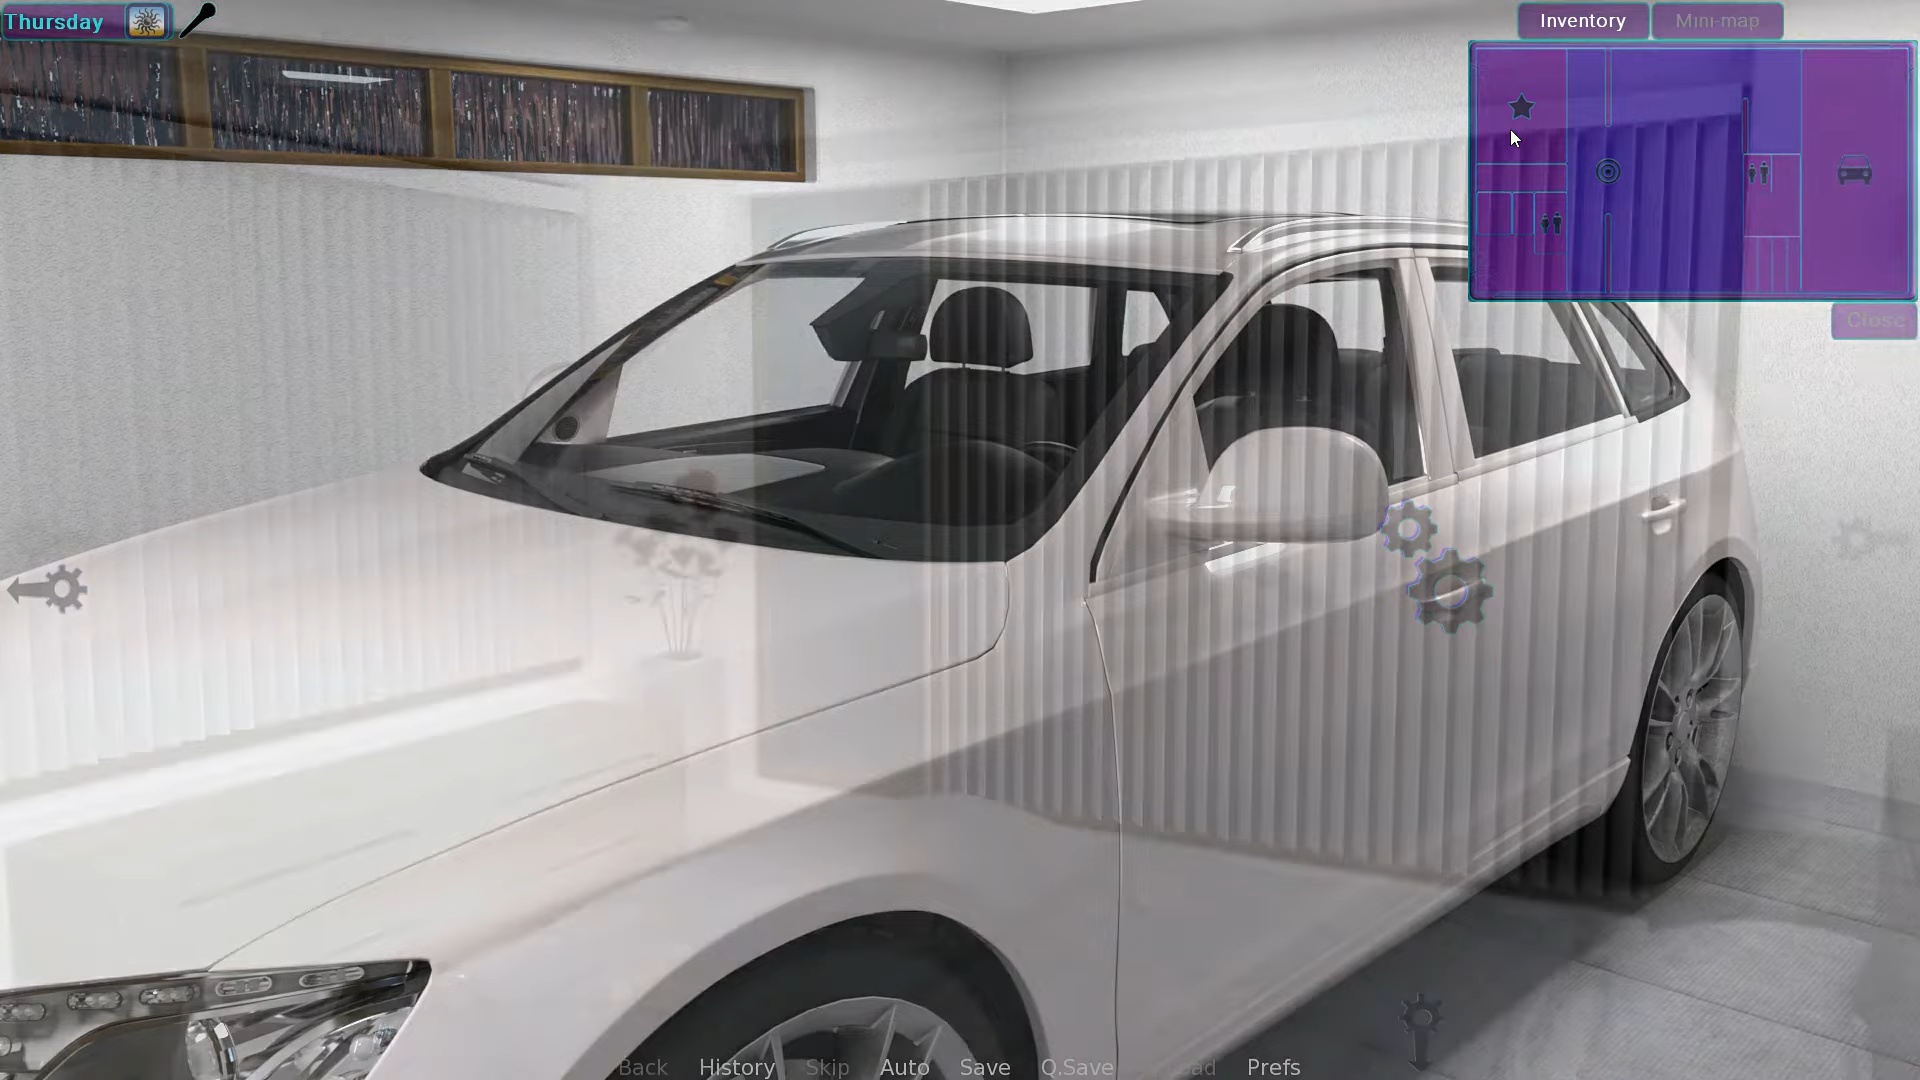 Thursday
Inventory
Mini-map
Close
Back History Skip Auto Save Q.Save Prefs